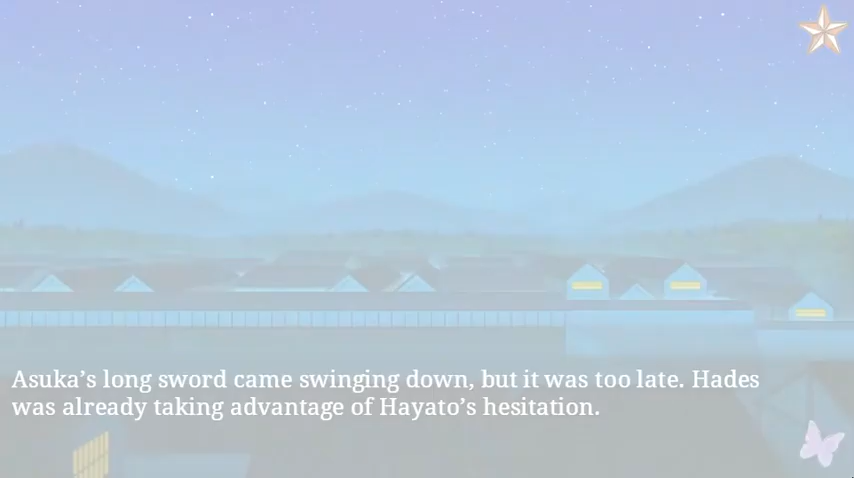 Asuka’s long sword came swinging down, but it was too late. Hades
was already taking advantage of Hayato’s hesitation.